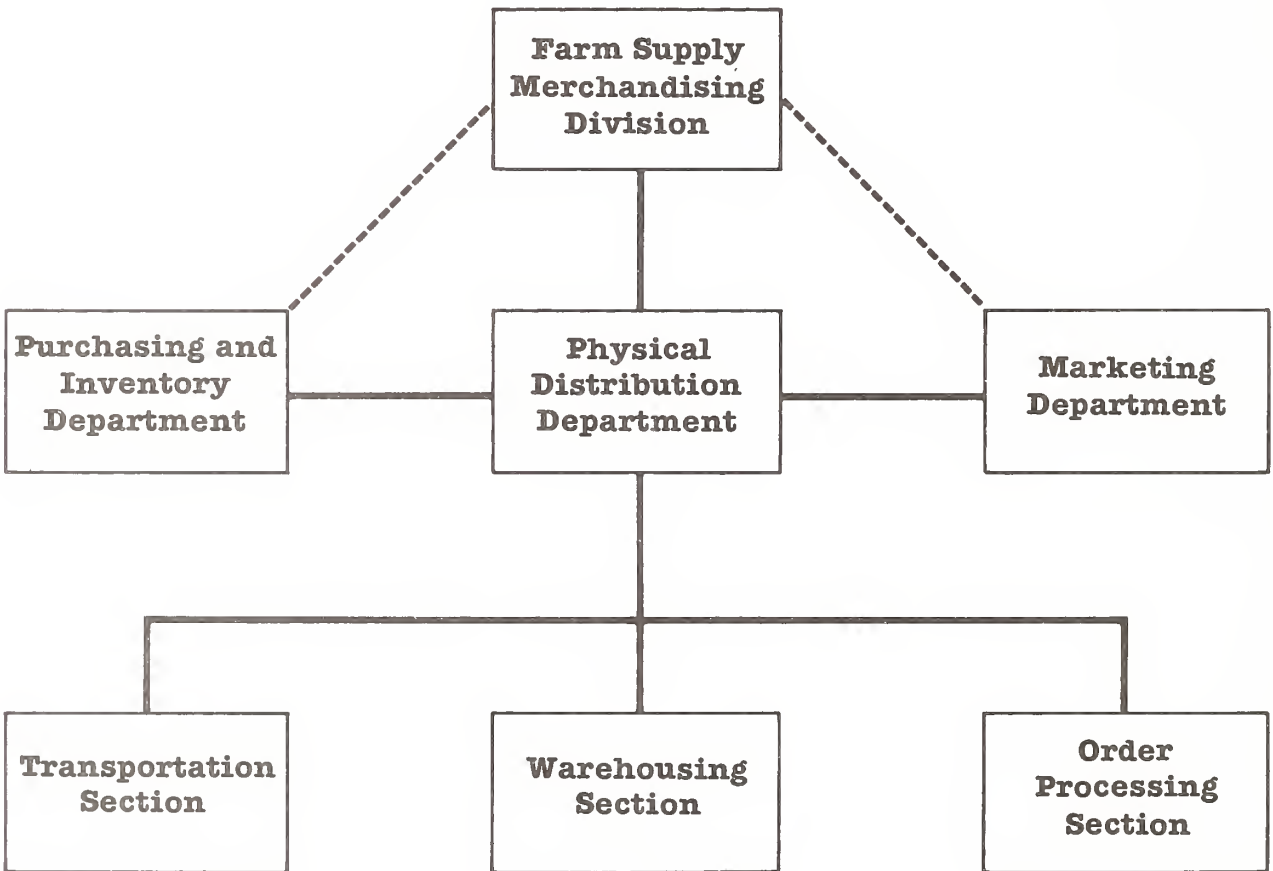 Farm Supply
Merchandising
Division
Purchasing and
Inventory
Department
Physical
Distribution
Department
Marketing
Department
Transportation
Section
Warehousing
Section
Order
Processing
Section